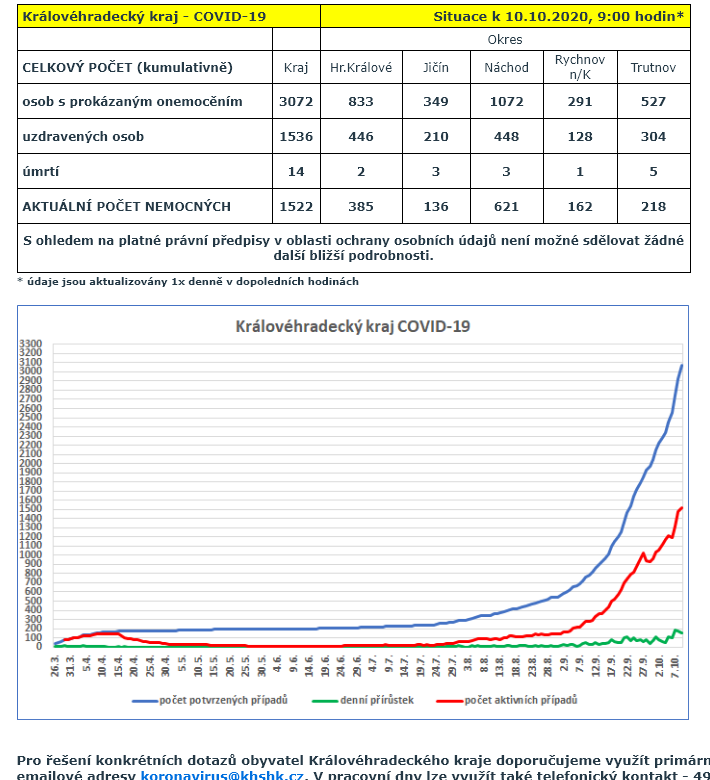 Královéhradecký kraj - COVID-19 Situace k 10.10.2020, 9:00 hodin*
Okres
CELKOVÝ POČET (kumulativně) Kraj Hr.Králové Jičín Náchod Rychnov n/K Trutnov
osob s prokázaným onemocěním 3072 833 349 1072 291 527
uzdravených osob 1536 446 210 448 128 304
úmrtí 14 2 3 3 1 5
AKTUÁLNÍ POČET NEMOCNÝCH 1522 385 136 621 162 218
S ohledem na platné právní předpisy v oblasti ochrany osobních údajů není možné sdělovat žádné
další bližší podrobnosti.
* údaje jsou aktualizovány 1x denně v dopoledních hodinách
Královéhradecký kraj COVID-19
3300
3200
3100
3000
2900
2800
2700
2600
2500
2400
2300
2200
2100
2000
1900
1800
1700
1600
1500
1400
1300
1200
1100
1000
900
800
700
600
500
400
300
200
100
0
26.3. 31.3. 5.4. 10.4. 15.4. 20.4. 25.4. 30.4. 5.5. 10.5. 15.5. 20.5. 25.5. 30.5. 4.6. 9.6. 14.6. 19.6. 24.6. 29.6. 4.7. 9.7. 14.7. 19.7. 24.7. 29.7. 3.8. 8.8. 13.8. 18.8. 23.8. 28.8. 2.9. 7.9. 12.9. 17.9. 22.9. 27.9. 2.10. 7.10.
počet potvrzených případů denní přírůstek počet aktivních případů
Pro řešení konkrétních dotazů obyvatel Královéhradeckého kraje doporučujeme využít primárn
emailové adresy koronavirus@khshk.cz. V pracovní dny lze využít také telefonický kontakt - 49